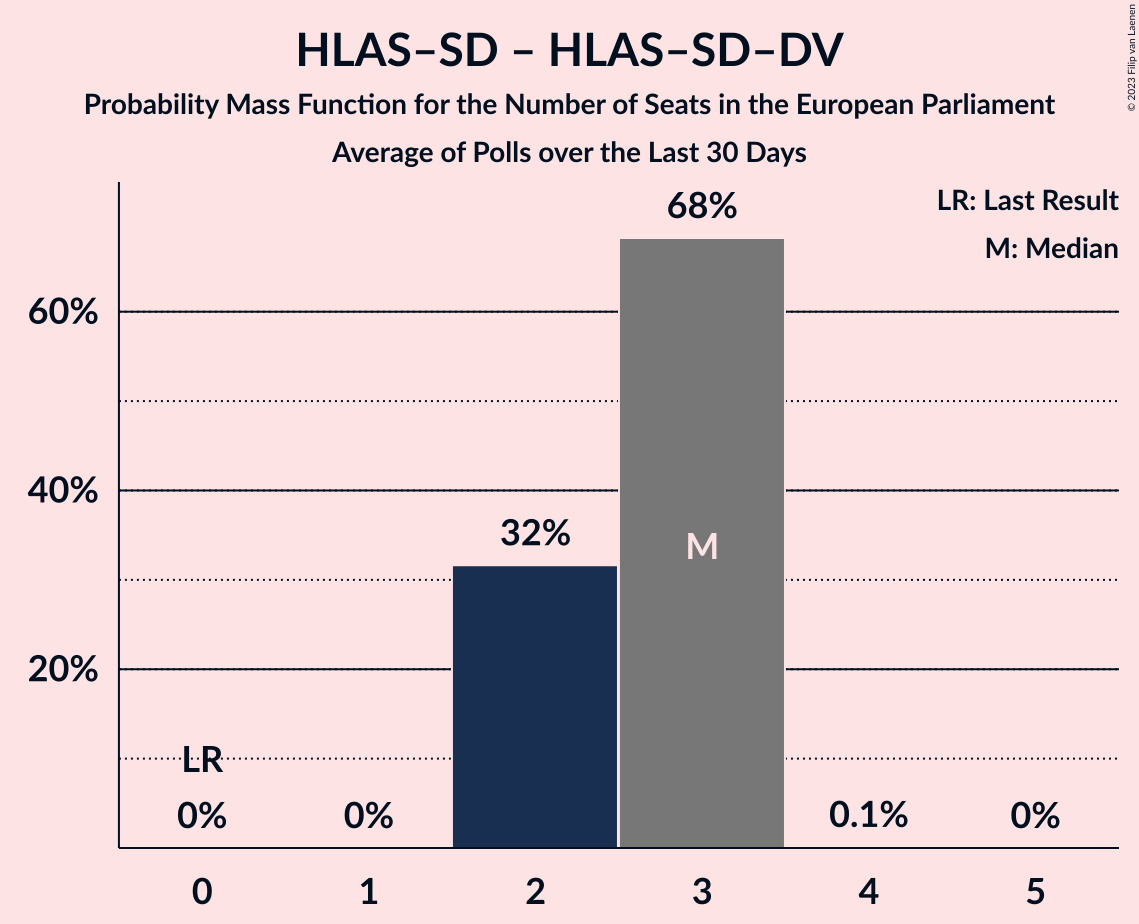 HLAS–SD – HLAS–SD–DV
Probability Mass Function for the Number of Seats in the European Parliament
Average of Polls over the Last 30 Days
© 2023 Filip van Laenen
LR: Last Result
M: Median
68%
60%
40%
32%
M
20%
LR
0%
0%
0.1%
0%
0
1
2
3
4
5